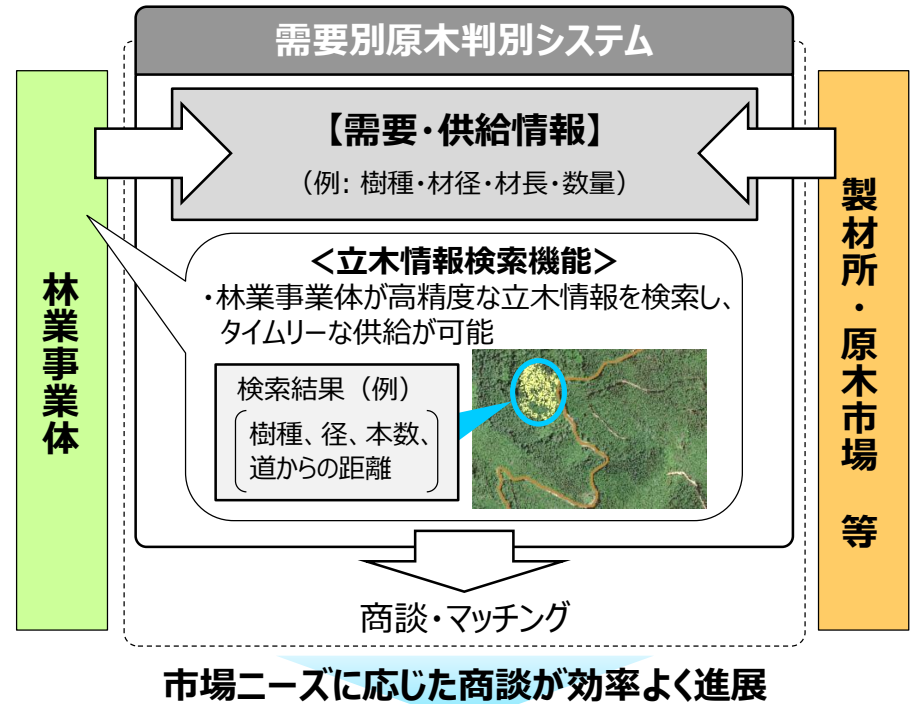 需要別原木判別システム
【需要・供給情報】
（例: 樹種・材径・材長・数量）
林業事業体
製材所・原木市場　等
＜立木情報検索機能＞
・林業事業体が高精度な立木情報を検索し、
タイムリーな供給が可能
検索結果（例）
樹種、径、本数、
道からの距離
商談・マッチング
市場ニーズに応じた商談が効率よく進展